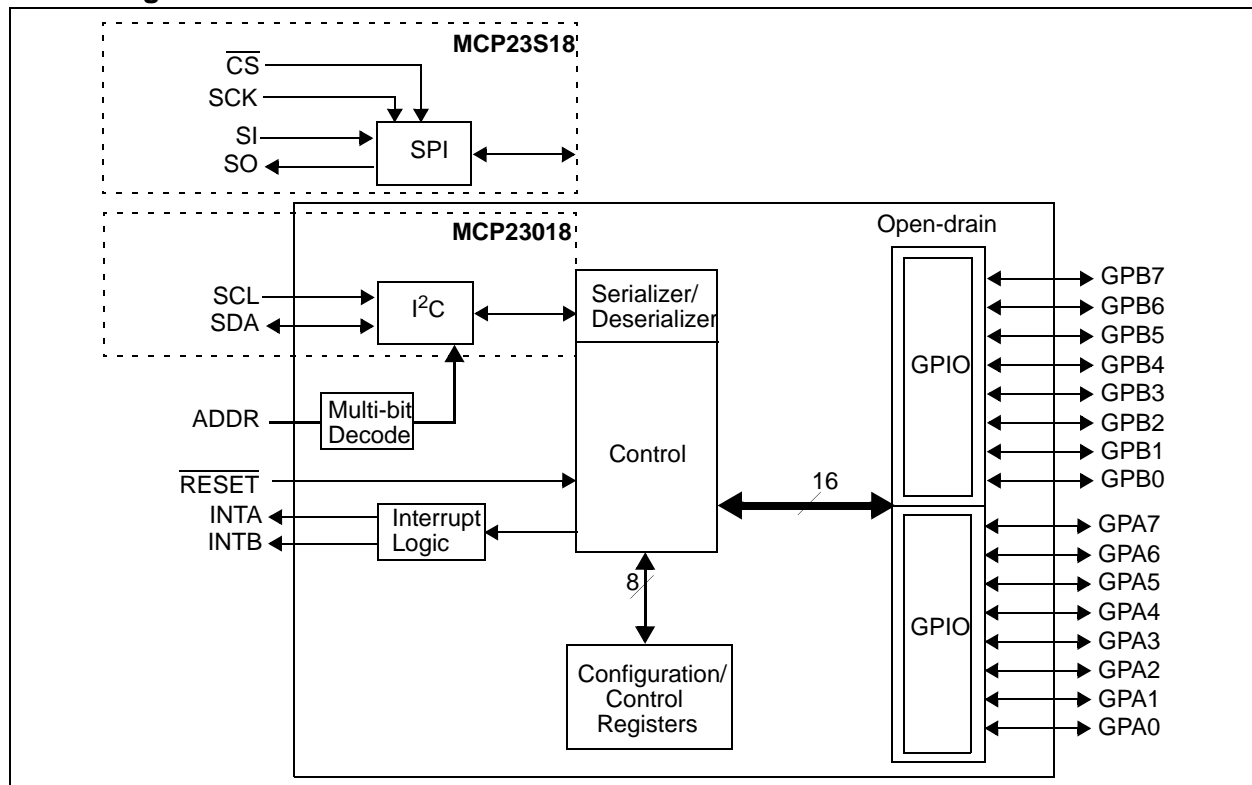 MCP23S18
CS
SCK
SI
SO
SPI
MCP23018
Open-drain
SCL
SDA
I²C
Serializer/
Deserializer
GPB7
GPB6
GPB5
GPB4
GPB3
GPB2
GPB1
GPB0
GPIO
ADDR
Multi-bit
Decode
Control
RESET
16
INTA
INTB
Interrupt
Logic
8
GPA7
GPA6
GPA5
GPA4
GPA3
GPA2
GPA1
GPA0
GPIO
Configuration/
Control
Registers